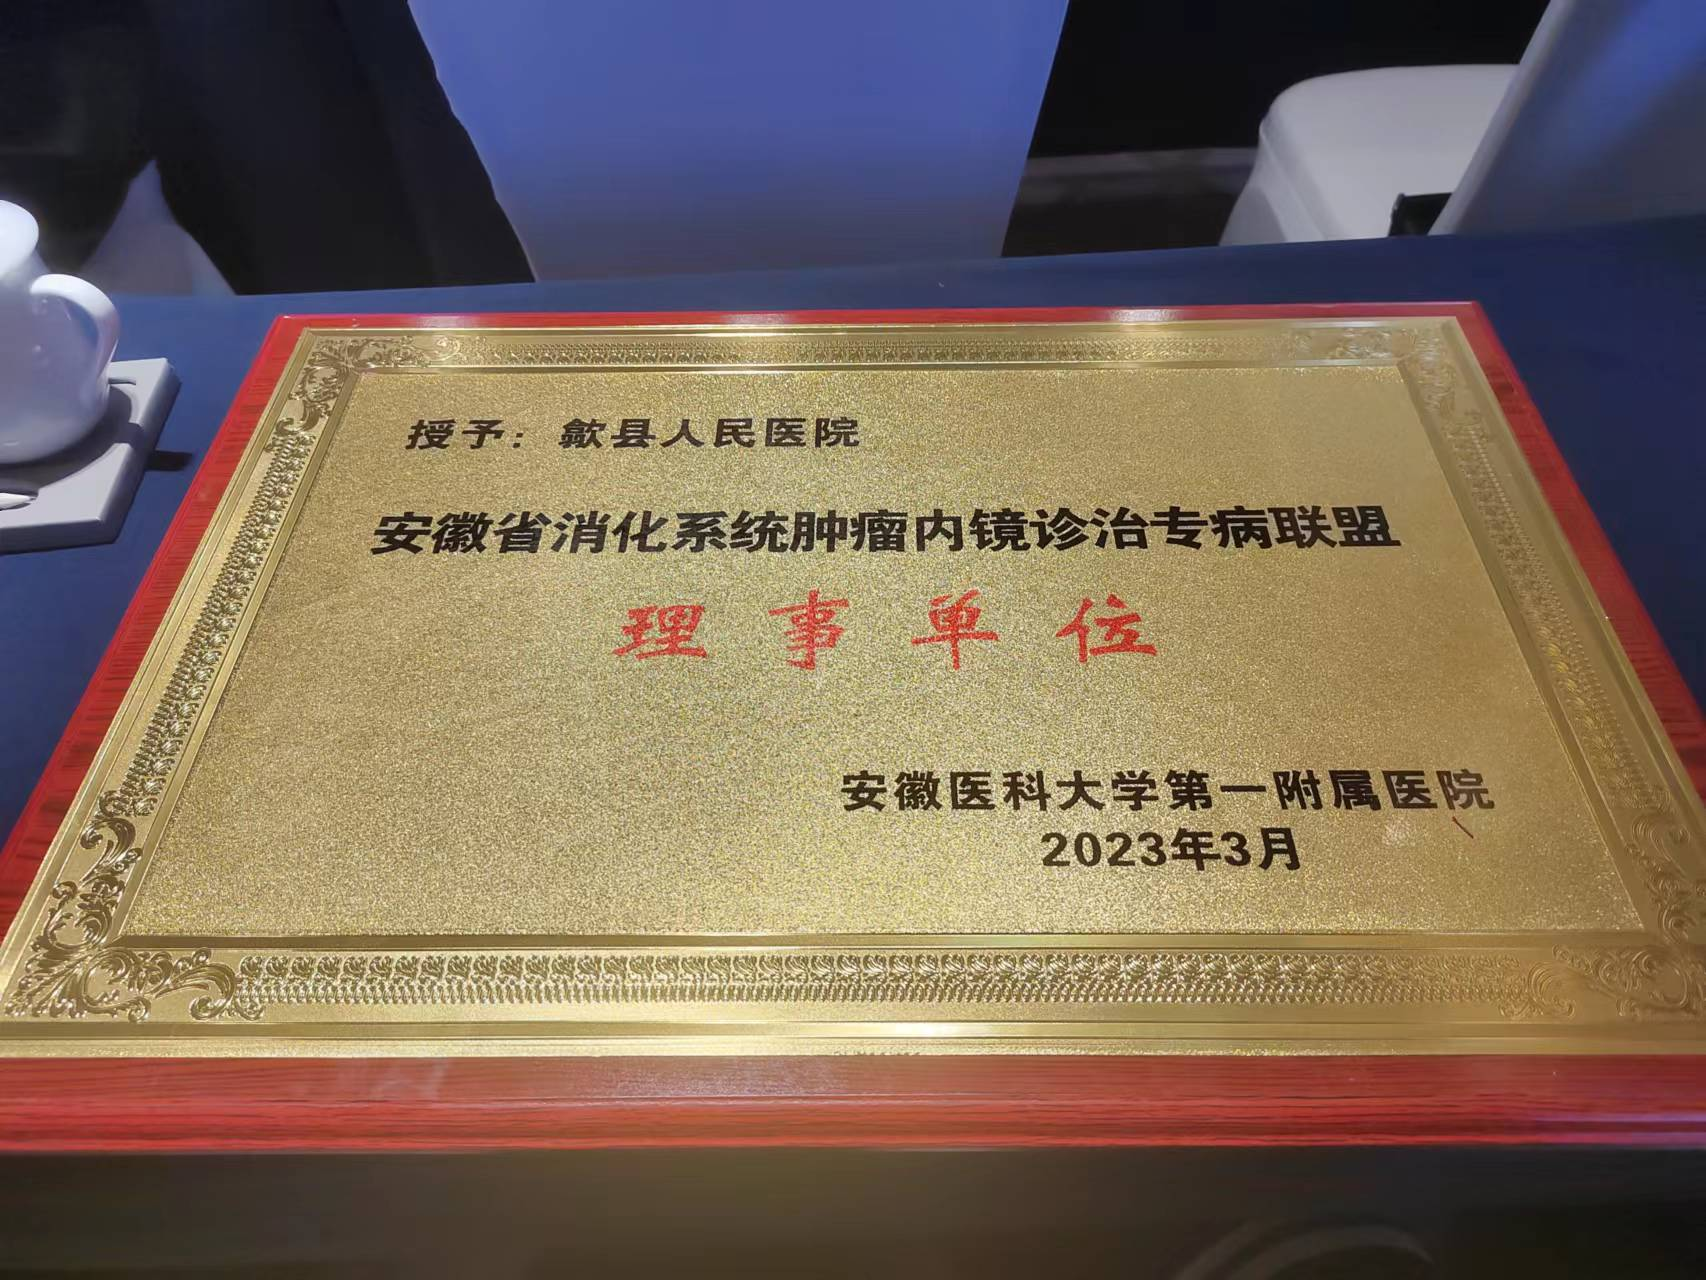 授予：歙县人民医院
安徽省消化系统肿瘤内镜诊治专病联盟
理事单位
安徽医科大学第一附属医院
2023年3月